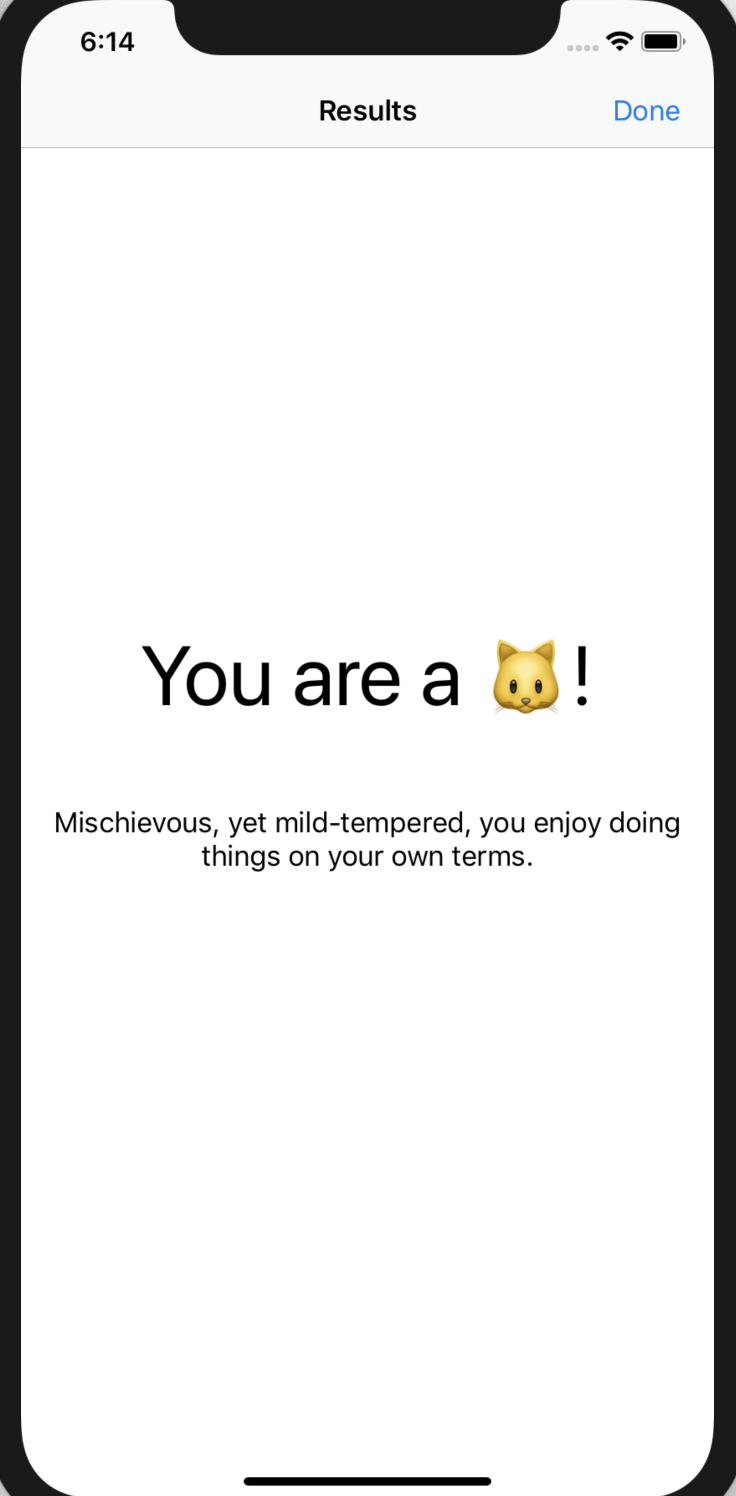 6:14
Results
Done
You are a 🐱!
Mischievous, yet mild-tempered, you enjoy doing
things on your own terms.